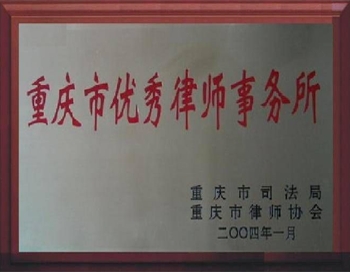 重庆市优秀律师事务所
重庆市司法局
重庆市律师协会
二〇〇四年一月